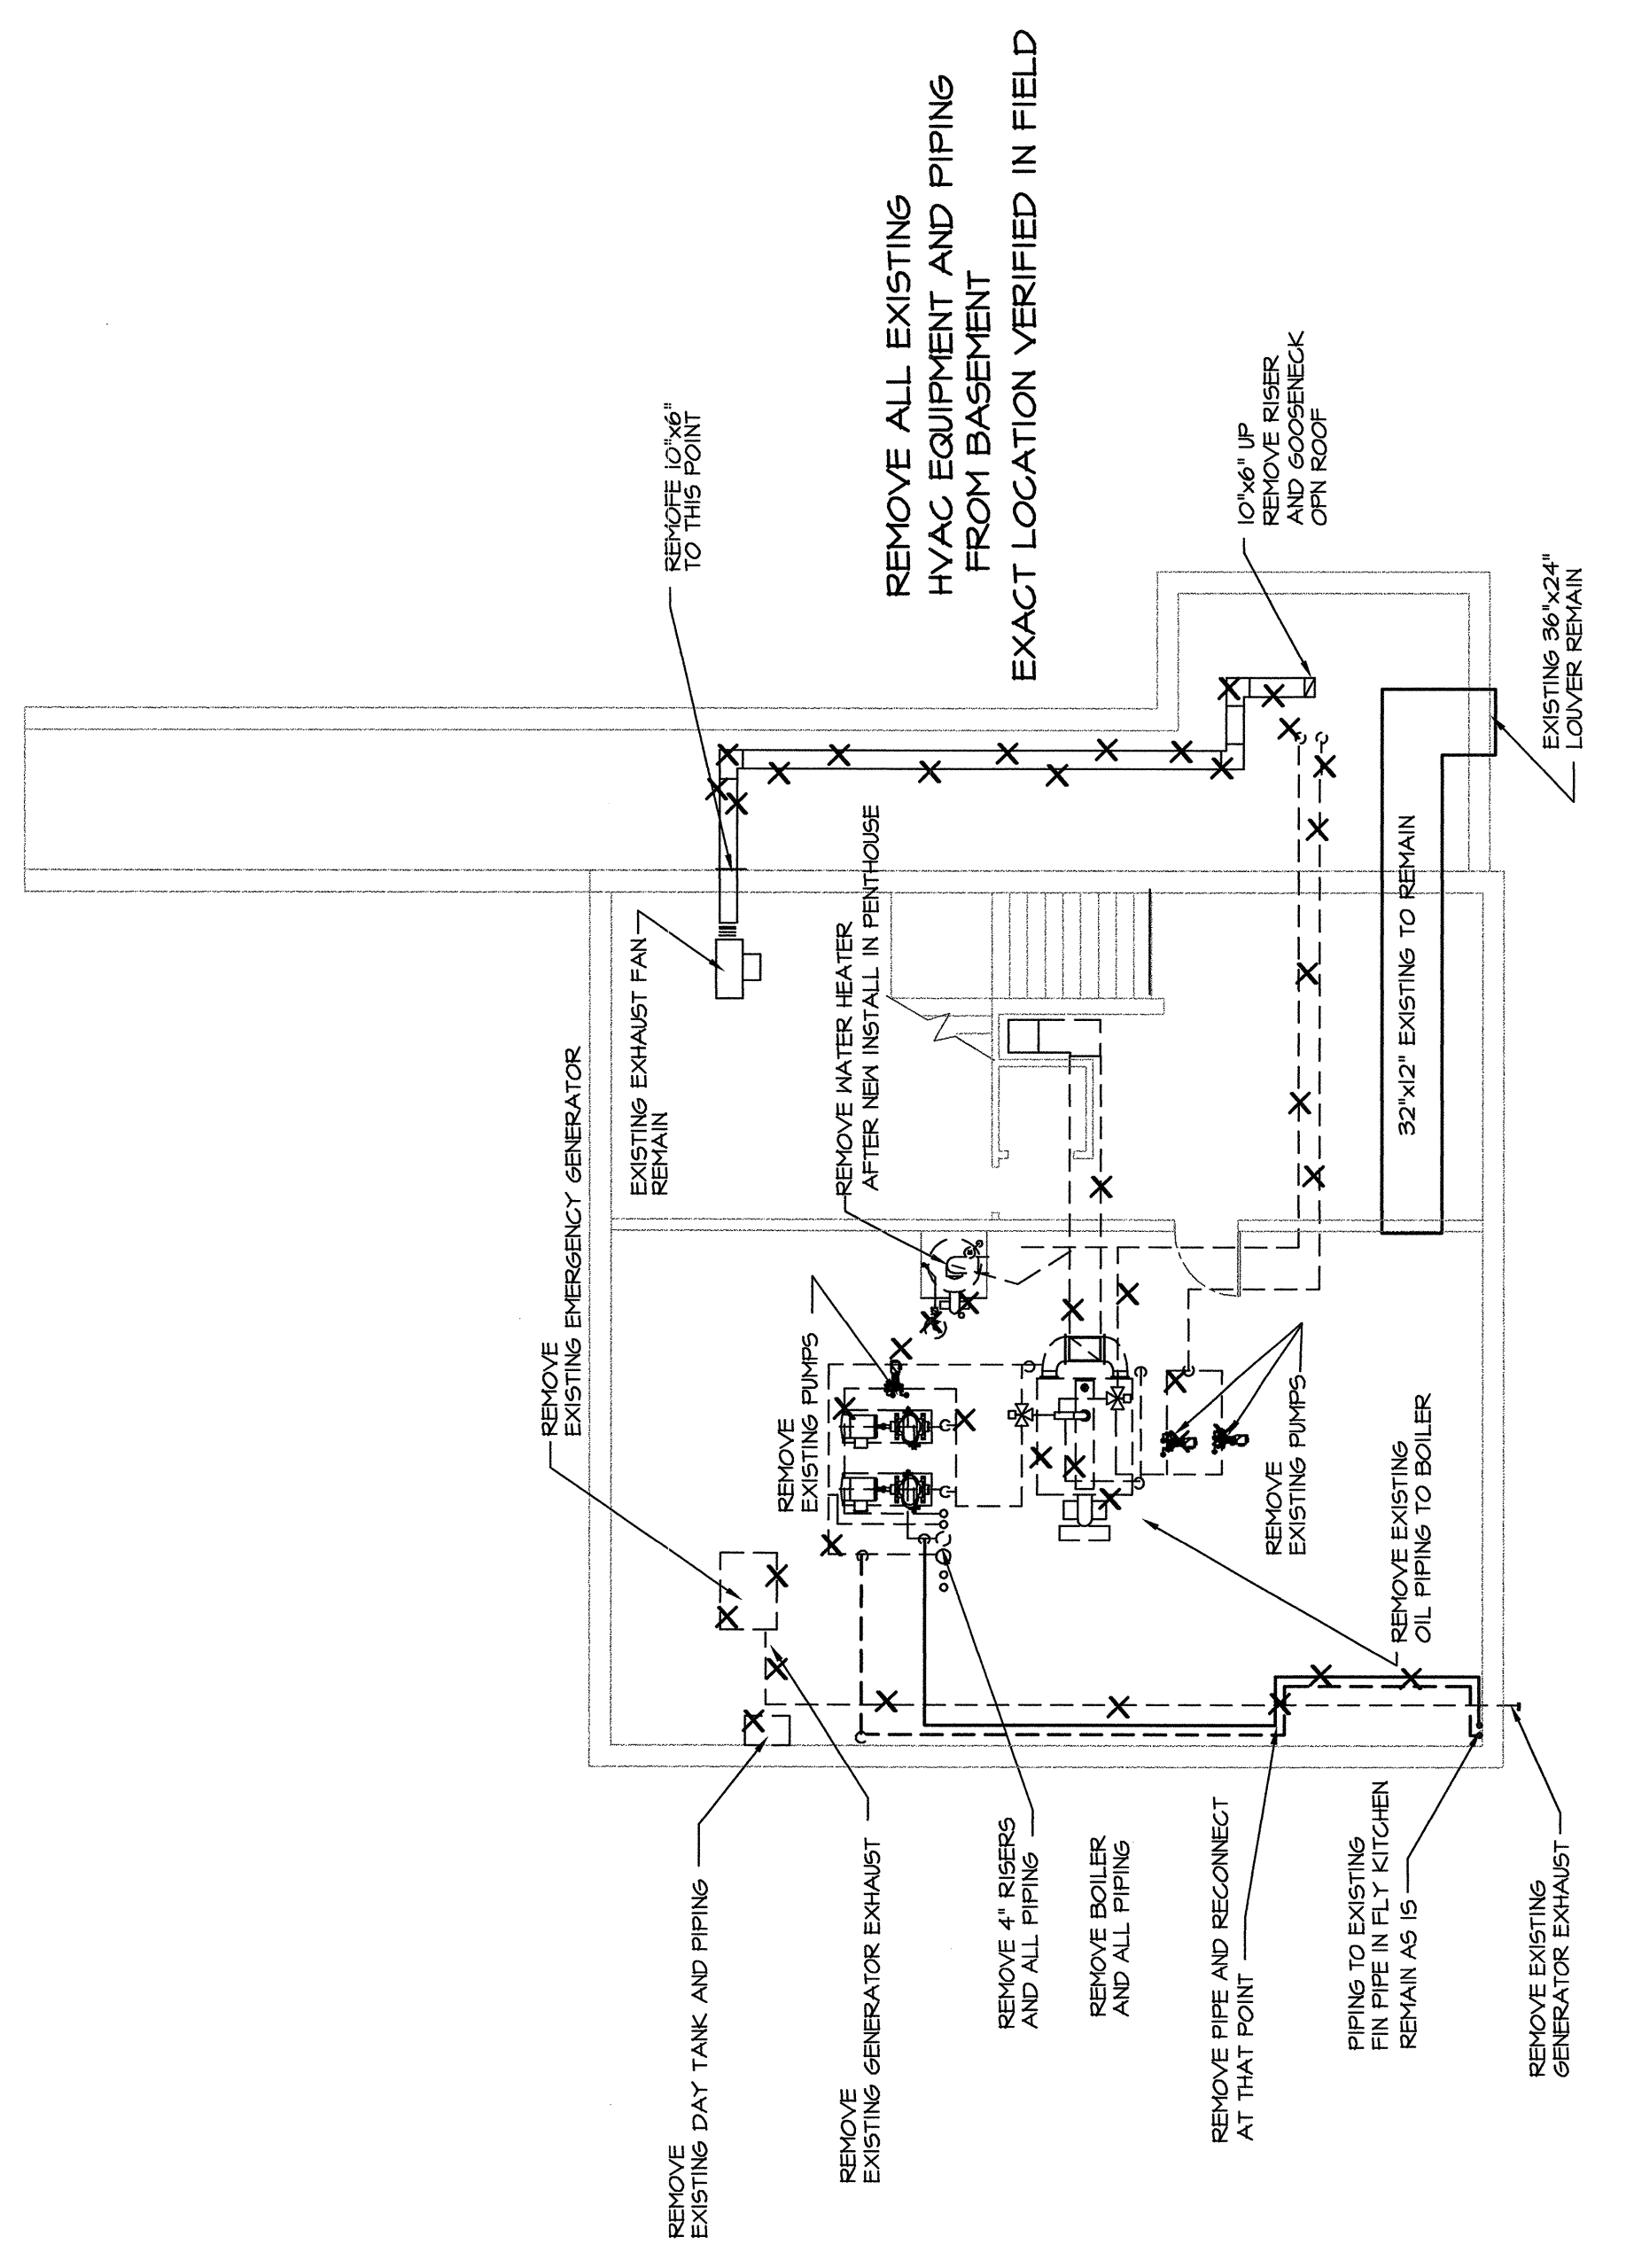 REMOVE ALL EXISTING
HVAC EQUIPMENT AND PIPING
FROM BASEMENT
EXACT LOCATION VERIFIED IN FIELD
REMOVE
EXISTING DAY TANK AND PIPING
REMOVE
EXISTING EMERGENCY GENERATOR
EXISTING EXHAUST FAN
REMAIN
REMOFE 10"x6"
TO THIS POINT
REMOVE
EXISTING GENERATOR EXHAUST
REMOVE
EXISTING PUMPS
REMOVE WATER HEATER
AFTER NEW INSTALL IN PENTHOUSE
REMOVE 4" RISERS
AND ALL PIPING
REMOVE BOILER
AND ALL PIPING
REMOVE PIPE AND RECONNECT
AT THAT POINT
REMOVE
EXISTING PUMPS
10"x6" UP
REMOVE RISER
AND GOOSENECK
OPN ROOF
PIPING TO EXISTING
FIN PIPE IN FLY KITCHEN
REMAIN AS IS
REMOVE EXISTING
OIL PIPING TO BOILER
32"x12" EXISTING TO REMAIN
REMOVE EXISTING
GENERATOR EXHAUST
EXISTING 36"x24"
LOUVER REMAIN